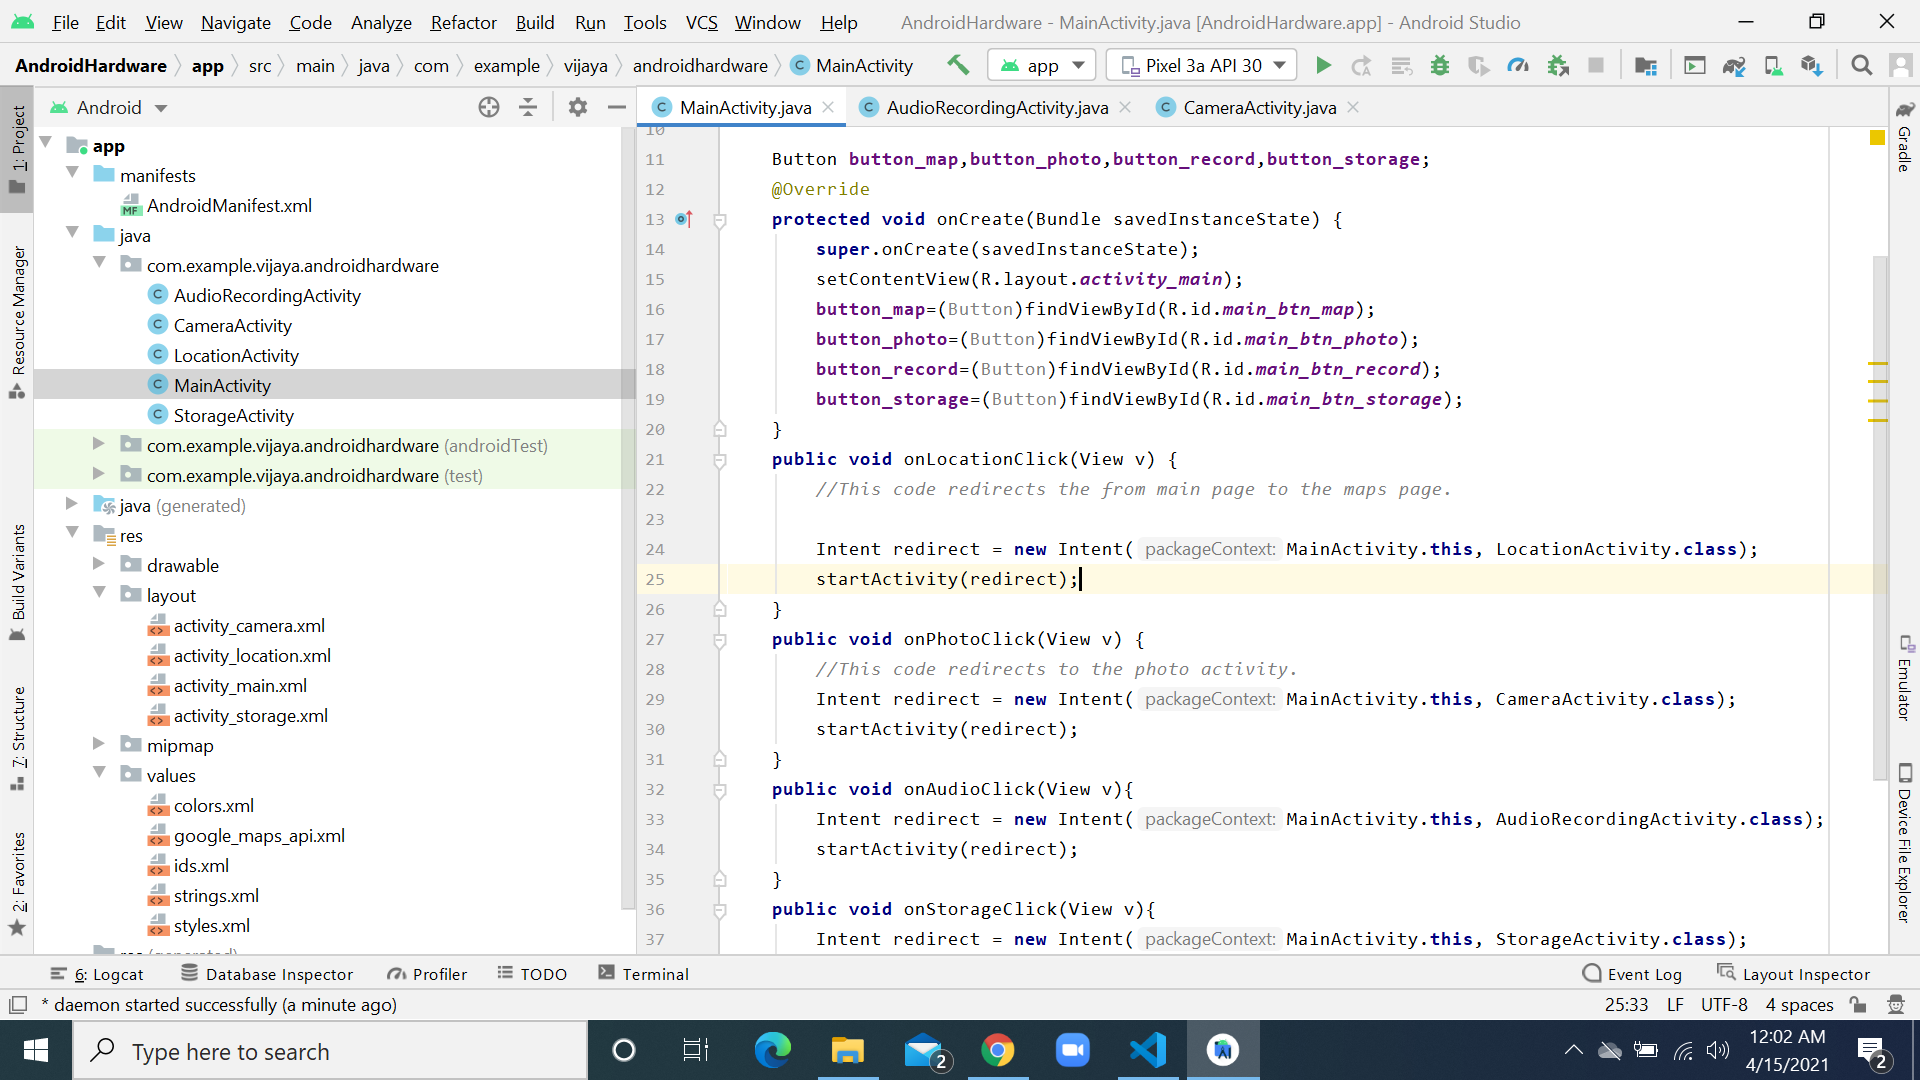 File Edit View Navigate Code Analyze Refactor Build Run Tools VCS Window Help AndroidHardware - MainActivity.java [AndroidHardware.app] - Android Studio
AndroidHardware app src main java com example vijaya androidhardware MainActivity app Pixel 3a API 30
Android
MainActivity.java AudioRecordingActivity.java CameraActivity.java
1: Project
Resource Manager
Build Variants
7: Structure
2: Favorites
app
manifests
AndroidManifest.xml
java
com.example.vijaya.androidhardware
AudioRecordingActivity
CameraActivity
LocationActivity
MainActivity
StorageActivity
com.example.vijaya.androidhardware (androidTest)
com.example.vijaya.androidhardware (test)
java (generated)
res
drawable
layout
activity_camera.xml
activity_location.xml
activity_main.xml
activity_storage.xml
mipmap
values
colors.xml
google_maps_api.xml
ids.xml
strings.xml
styles.xml
res (generated)
10
11 Button button_map,button_photo,button_record,button_storage;
12 @Override
13 protected void onCreate(Bundle savedInstanceState) {
14 super.onCreate(savedInstanceState);
15 setContentView(R.layout.activity_main);
16 button_map=(Button)findViewById(R.id.main_btn_map);
17 button_photo=(Button)findViewById(R.id.main_btn_photo);
18 button_record=(Button)findViewById(R.id.main_btn_record);
19 button_storage=(Button)findViewById(R.id.main_btn_storage);
20 }
21 public void onLocationClick(View v) {
22 //This code redirects the from main page to the maps page.
23
24 Intent redirect = new Intent( packageContext: MainActivity.this, LocationActivity.class);
25 startActivity(redirect);
26 }
27 public void onPhotoClick(View v) {
28 //This code redirects to the photo activity.
29 Intent redirect = new Intent( packageContext: MainActivity.this, CameraActivity.class);
30 startActivity(redirect);
31 }
32 public void onAudioClick(View v){
33 Intent redirect = new Intent( packageContext: MainActivity.this, AudioRecordingActivity.class);
34 startActivity(redirect);
35 }
36 public void onStorageClick(View v){
37 Intent redirect = new Intent( packageContext: MainActivity.this, StorageActivity.class);
Gradle
Emulator
Device File Explorer
6: Logcat Database Inspector Profiler TODO Terminal Event Log Layout Inspector
* daemon started successfully (a minute ago) 25:33 LF UTF-8 4 spaces
Type here to search
2
12:02 AM
4/15/2021
2